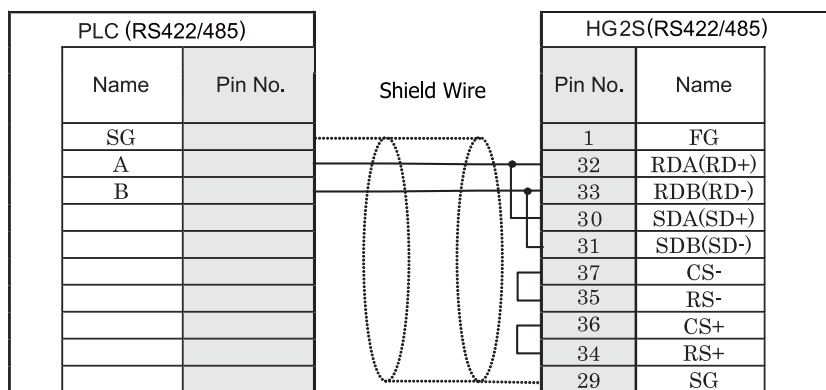 PLC (RS422/485) HG2S(RS422/485)
Name Pin No. Shield Wire Pin No. Name
SG 1 FG
A 32 RDA(RD+)
B 33 RDB(RD-)
30 SDA(SD+)
31 SDB(SD-)
37 CS-
35 RS-
36 CS+
34 RS+
29 SG